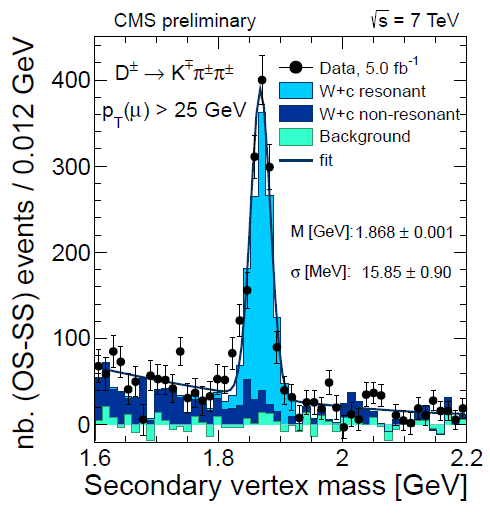 CMS preliminary √s = 7 TeV
D± → K∓π±π±
p_T(μ) > 25 GeV
Data, 5.0 fb⁻¹
W+c resonant
W+c non-resonant
Background
fit
M [GeV]: 1.868 ± 0.001
σ [MeV]: 15.85 ± 0.90
nb. (OS-SS) events / 0.012 GeV
400
300
200
100
0
1.6 1.8 2 2.2
Secondary vertex mass [GeV]